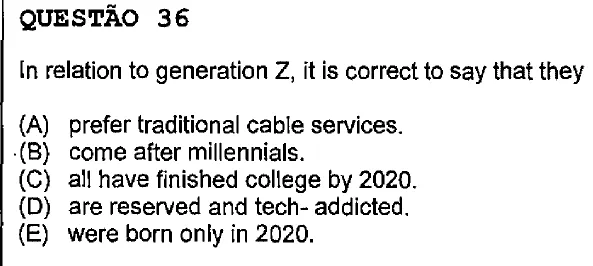 QUESTÃO 36
In relation to generation Z, it is correct to say that they
(A) prefer traditional cable services.
(B) come after millennials.
(C) all have finished college by 2020.
(D) are reserved and tech- addicted.
(E) were born only in 2020.